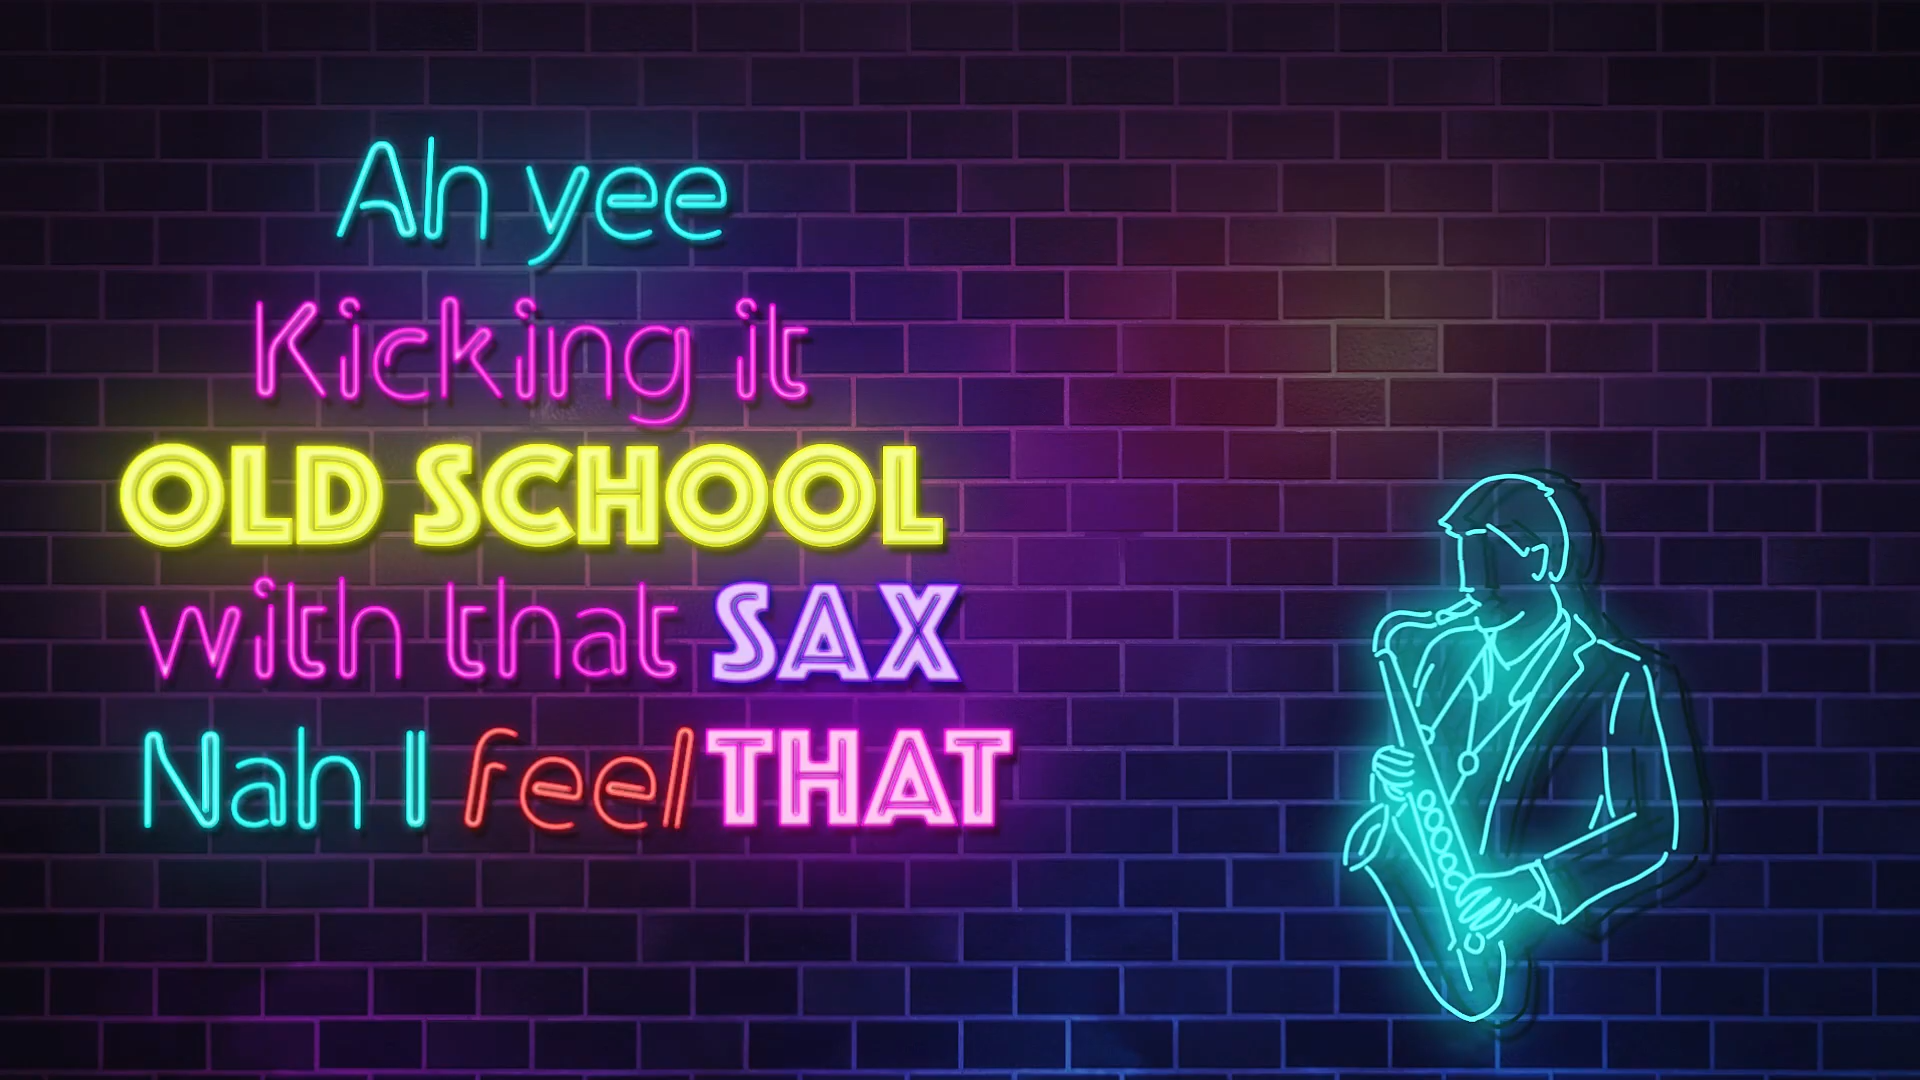 Ah yee
Kicking it
OLD SCHOOL
with that SAX
Nah I feel THAT